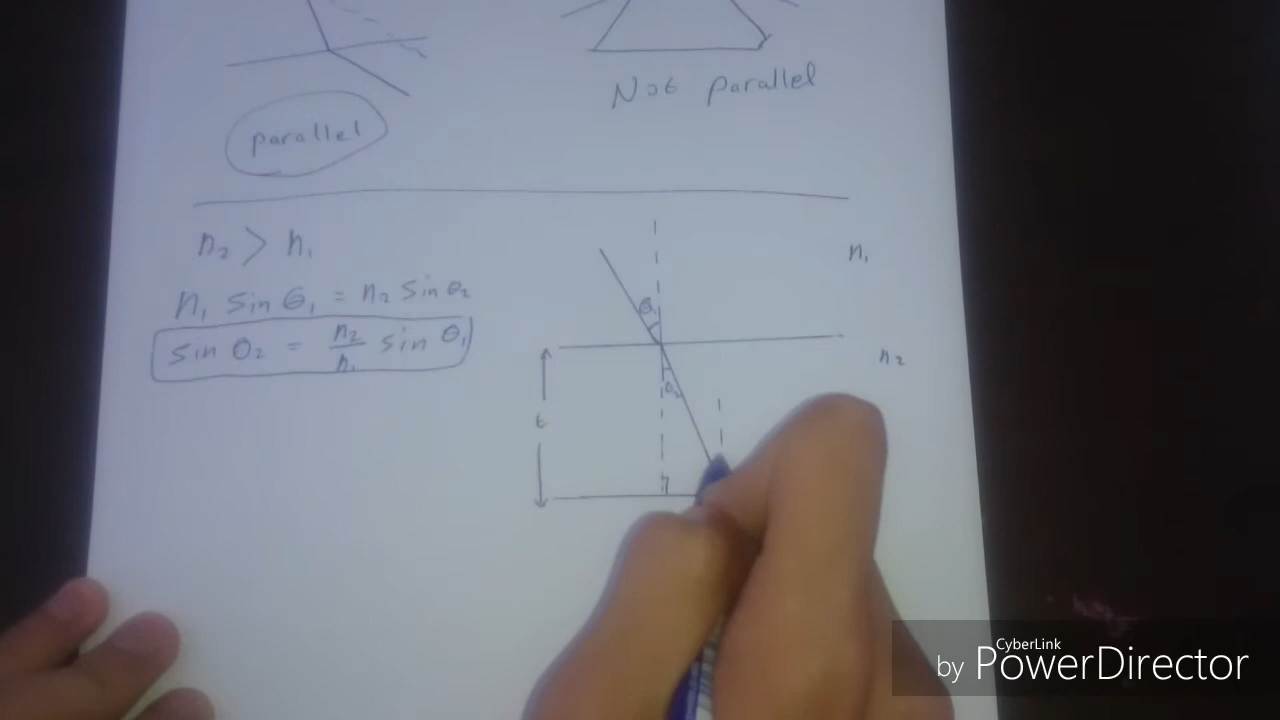 Not parallel
parallel
n₂ > n₁
n₁
n₁ sin θ₁ = n₂ sin θ₂
θ₁
sin θ₂ = n₂/n₁ sin θ₁
n₂
θ₂
t
CyberLink
by PowerDirector